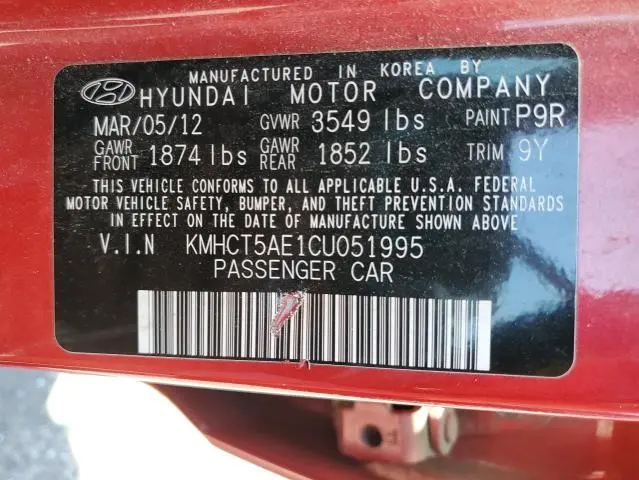 MANUFACTURED IN KOREA BY
HYUNDAI MOTOR COMPANY
MAR/05/12 GVWR 3549 lbs PAINT P9R
GAWR FRONT 1874 lbs GAWR REAR 1852 lbs TRIM 9Y
THIS VEHICLE CONFORMS TO ALL APPLICABLE U.S.A. FEDERAL
MOTOR VEHICLE SAFETY, BUMPER, AND THEFT PREVENTION STANDARDS
IN EFFECT ON THE DATE OF MANUFACTURE SHOWN ABOVE
V.I.N KMHCT5AE1CU051995
PASSENGER CAR